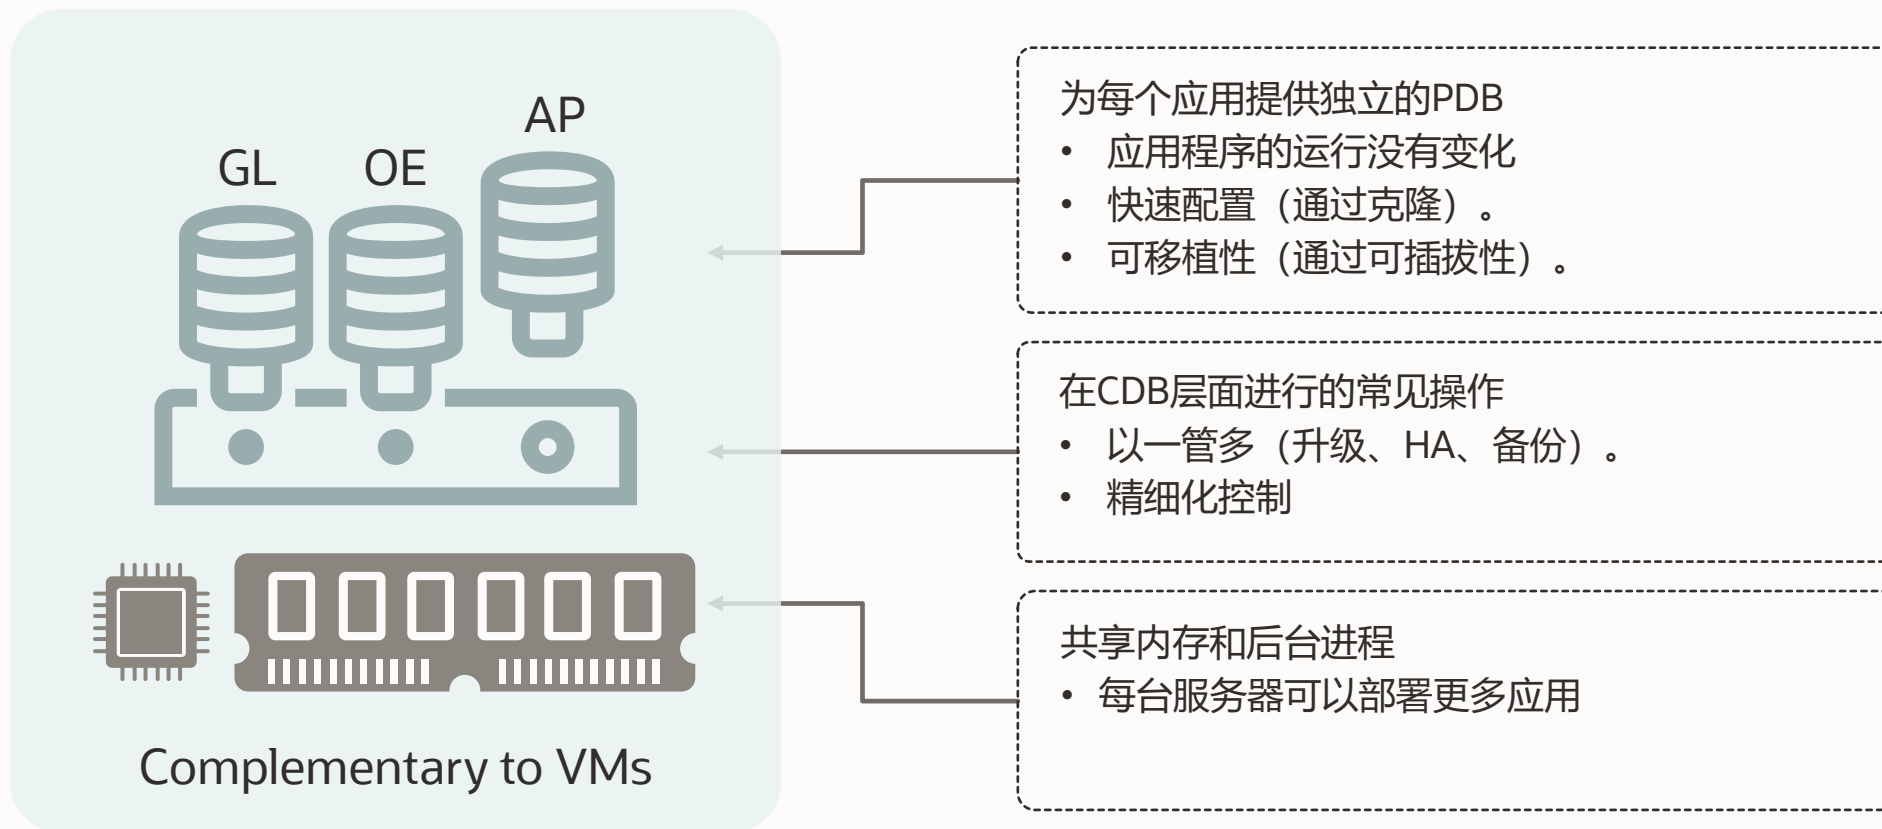 AP
GL OE
Complementary to VMs
为每个应用提供独立的PDB
• 应用程序的运行没有变化
• 快速配置（通过克隆）。
• 可移植性（通过可插拔性）。
在CDB层面进行的常见操作
• 以一管多（升级、HA、备份）。
• 精细化控制
共享内存和后台进程
• 每台服务器可以部署更多应用